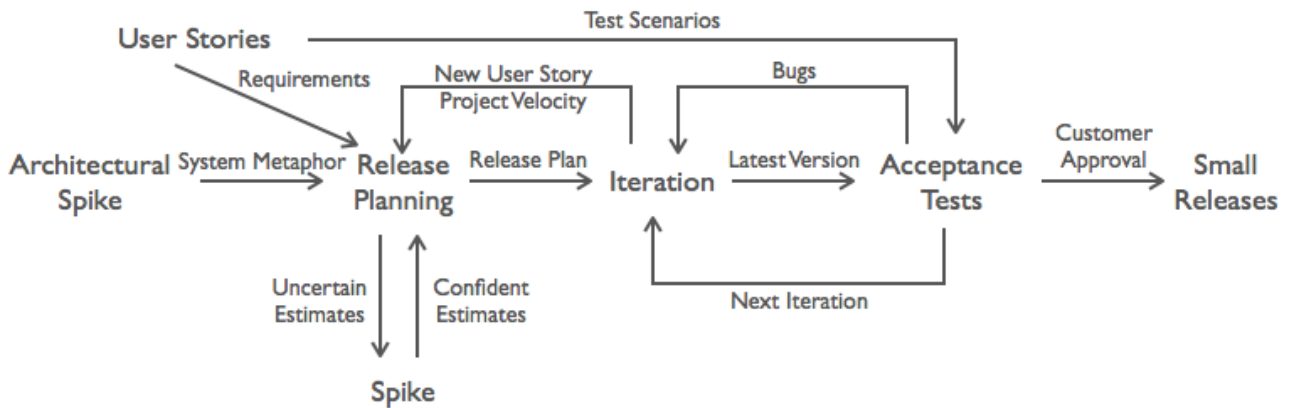 Test Scenarios
User Stories
Requirements
New User Story
Project Velocity
Bugs
Architectural
Spike
System Metaphor
Release
Planning
Release Plan
Iteration
Latest Version
Acceptance
Tests
Customer
Approval
Small
Releases
Uncertain
Estimates
Confident
Estimates
Next Iteration
Spike